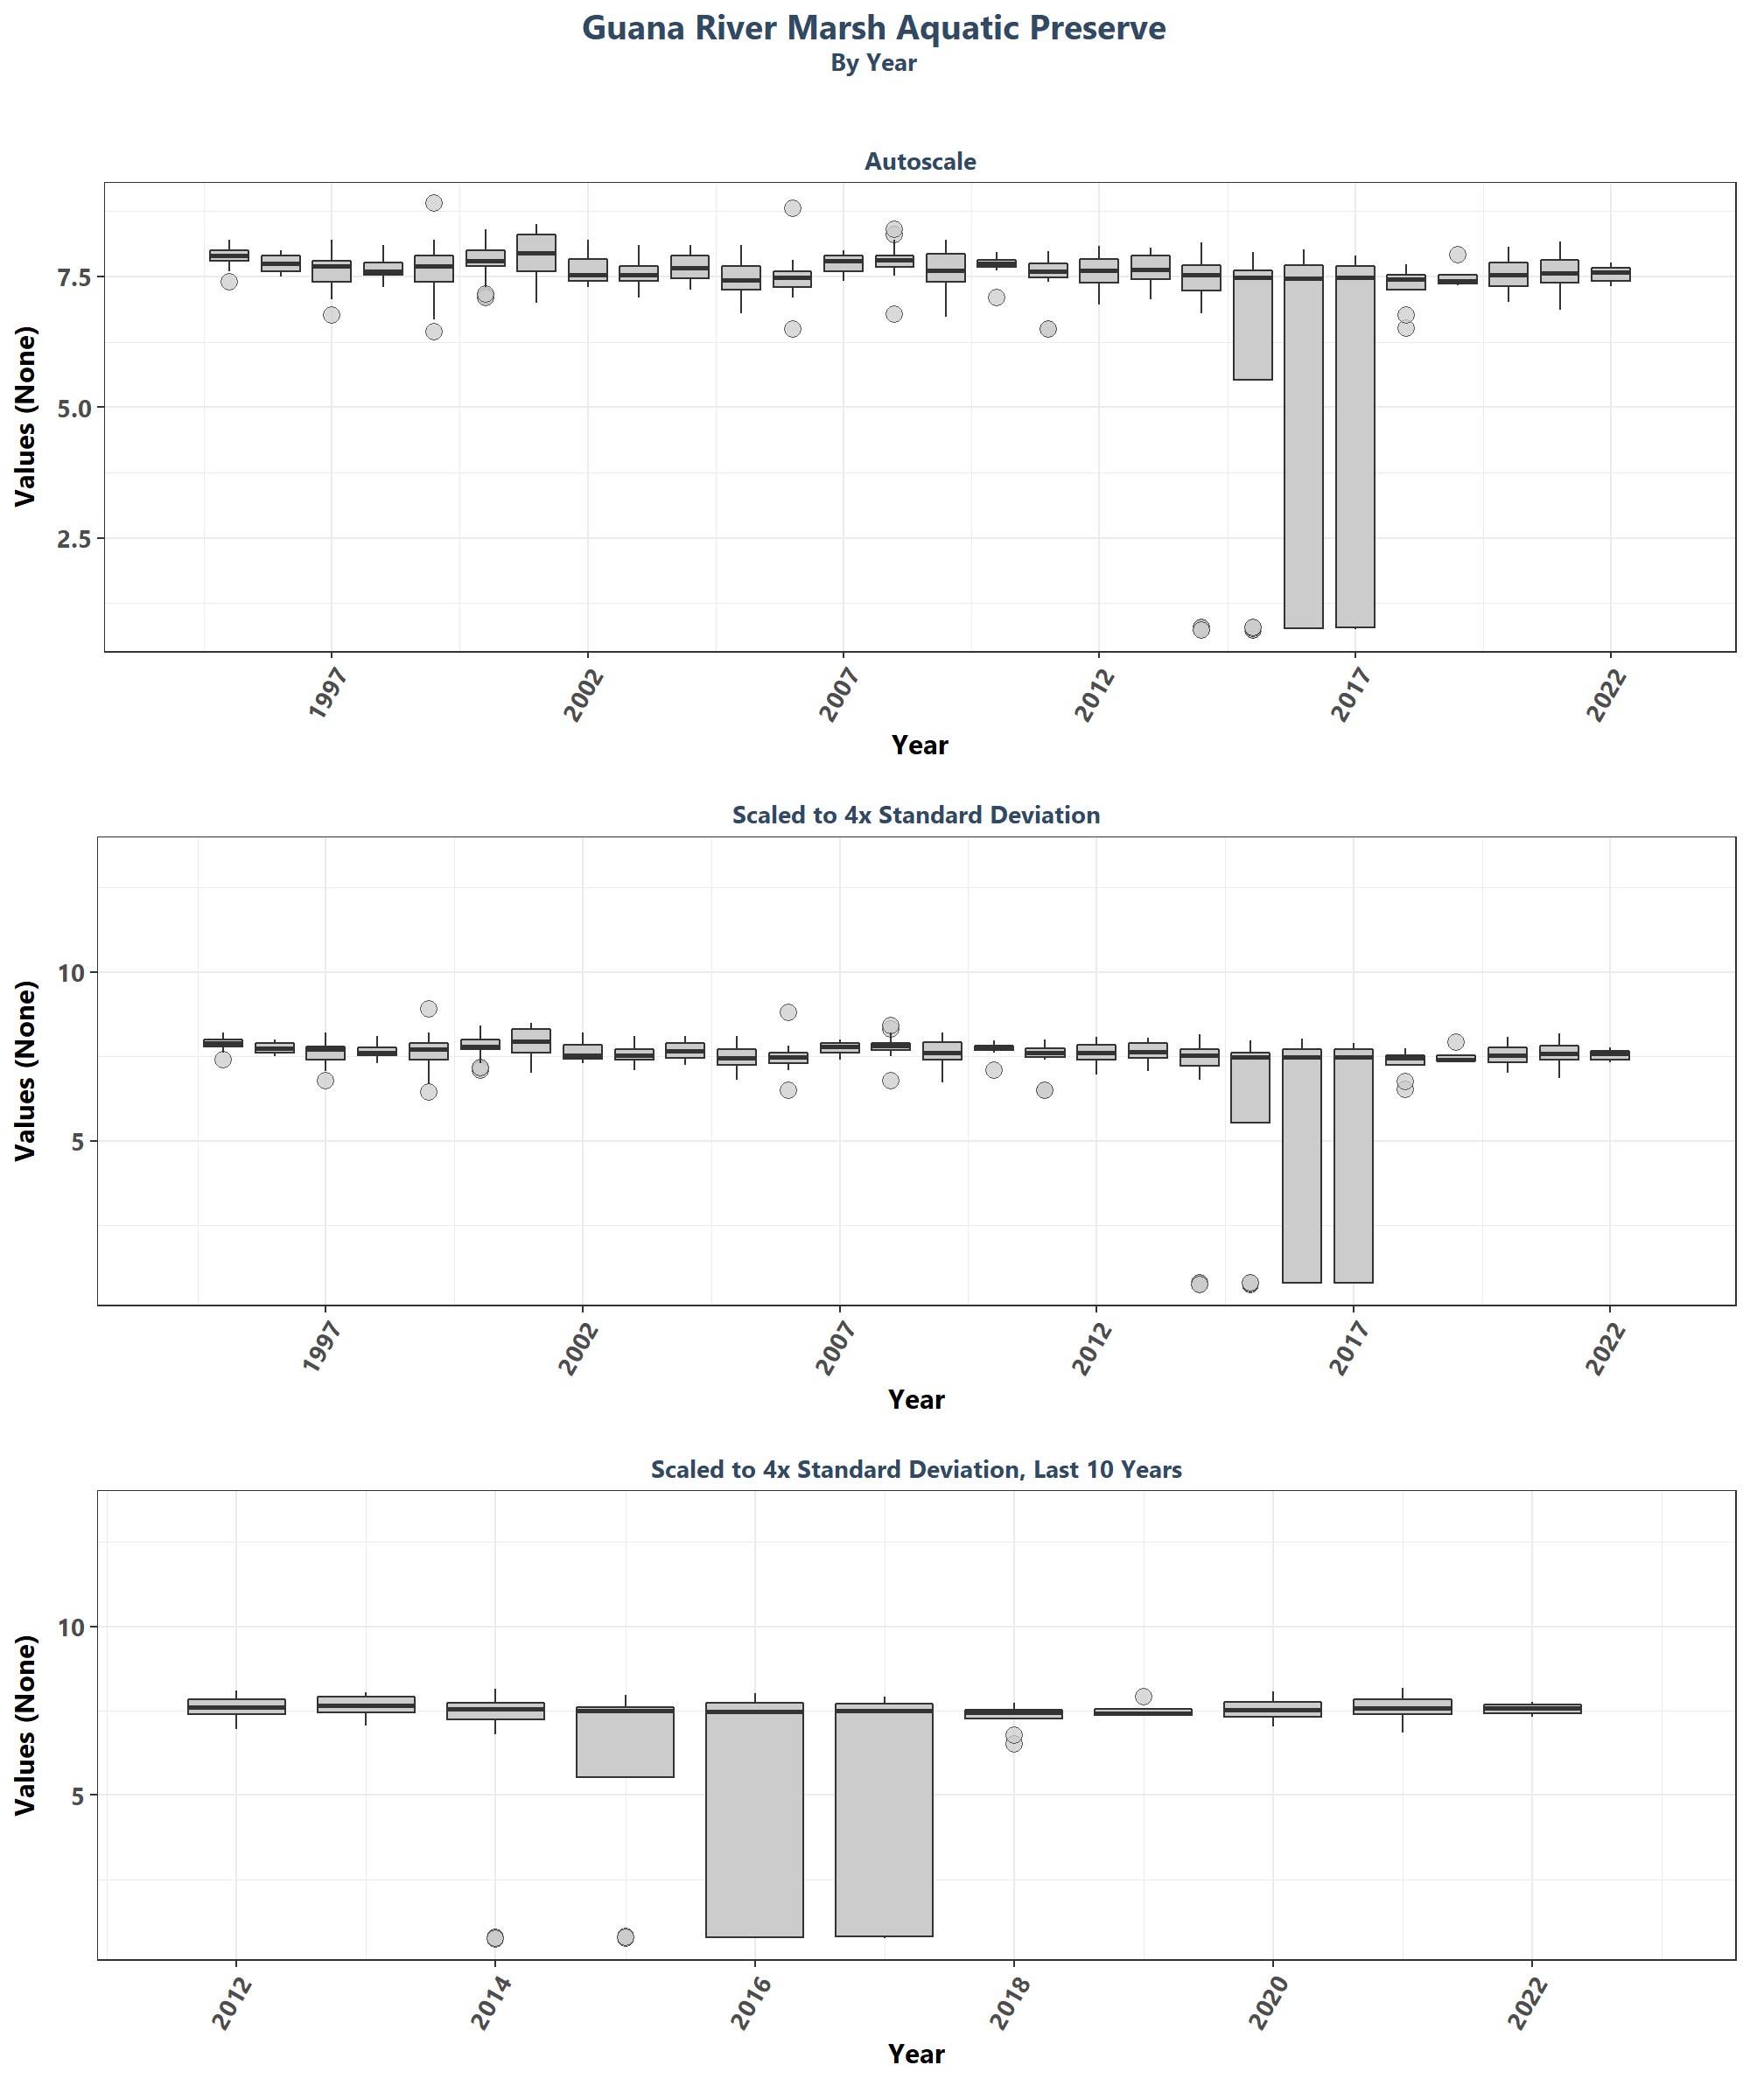 Guana River Marsh Aquatic Preserve
By Year
Autoscale
Values (None)
7.5
5.0
2.5
1997 2002 2007 2012 2017 2022
Year
Scaled to 4x Standard Deviation
Values (None)
10
5
1997 2002 2007 2012 2017 2022
Year
Scaled to 4x Standard Deviation, Last 10 Years
Values (None)
10
5
2012 2014 2016 2018 2020 2022
Year